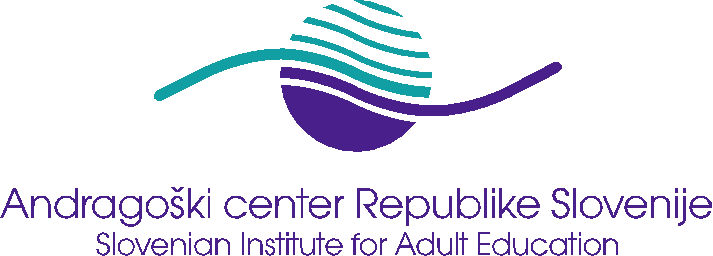 Andragoški center Republike Slovenije
Slovenian Institute for Adult Education